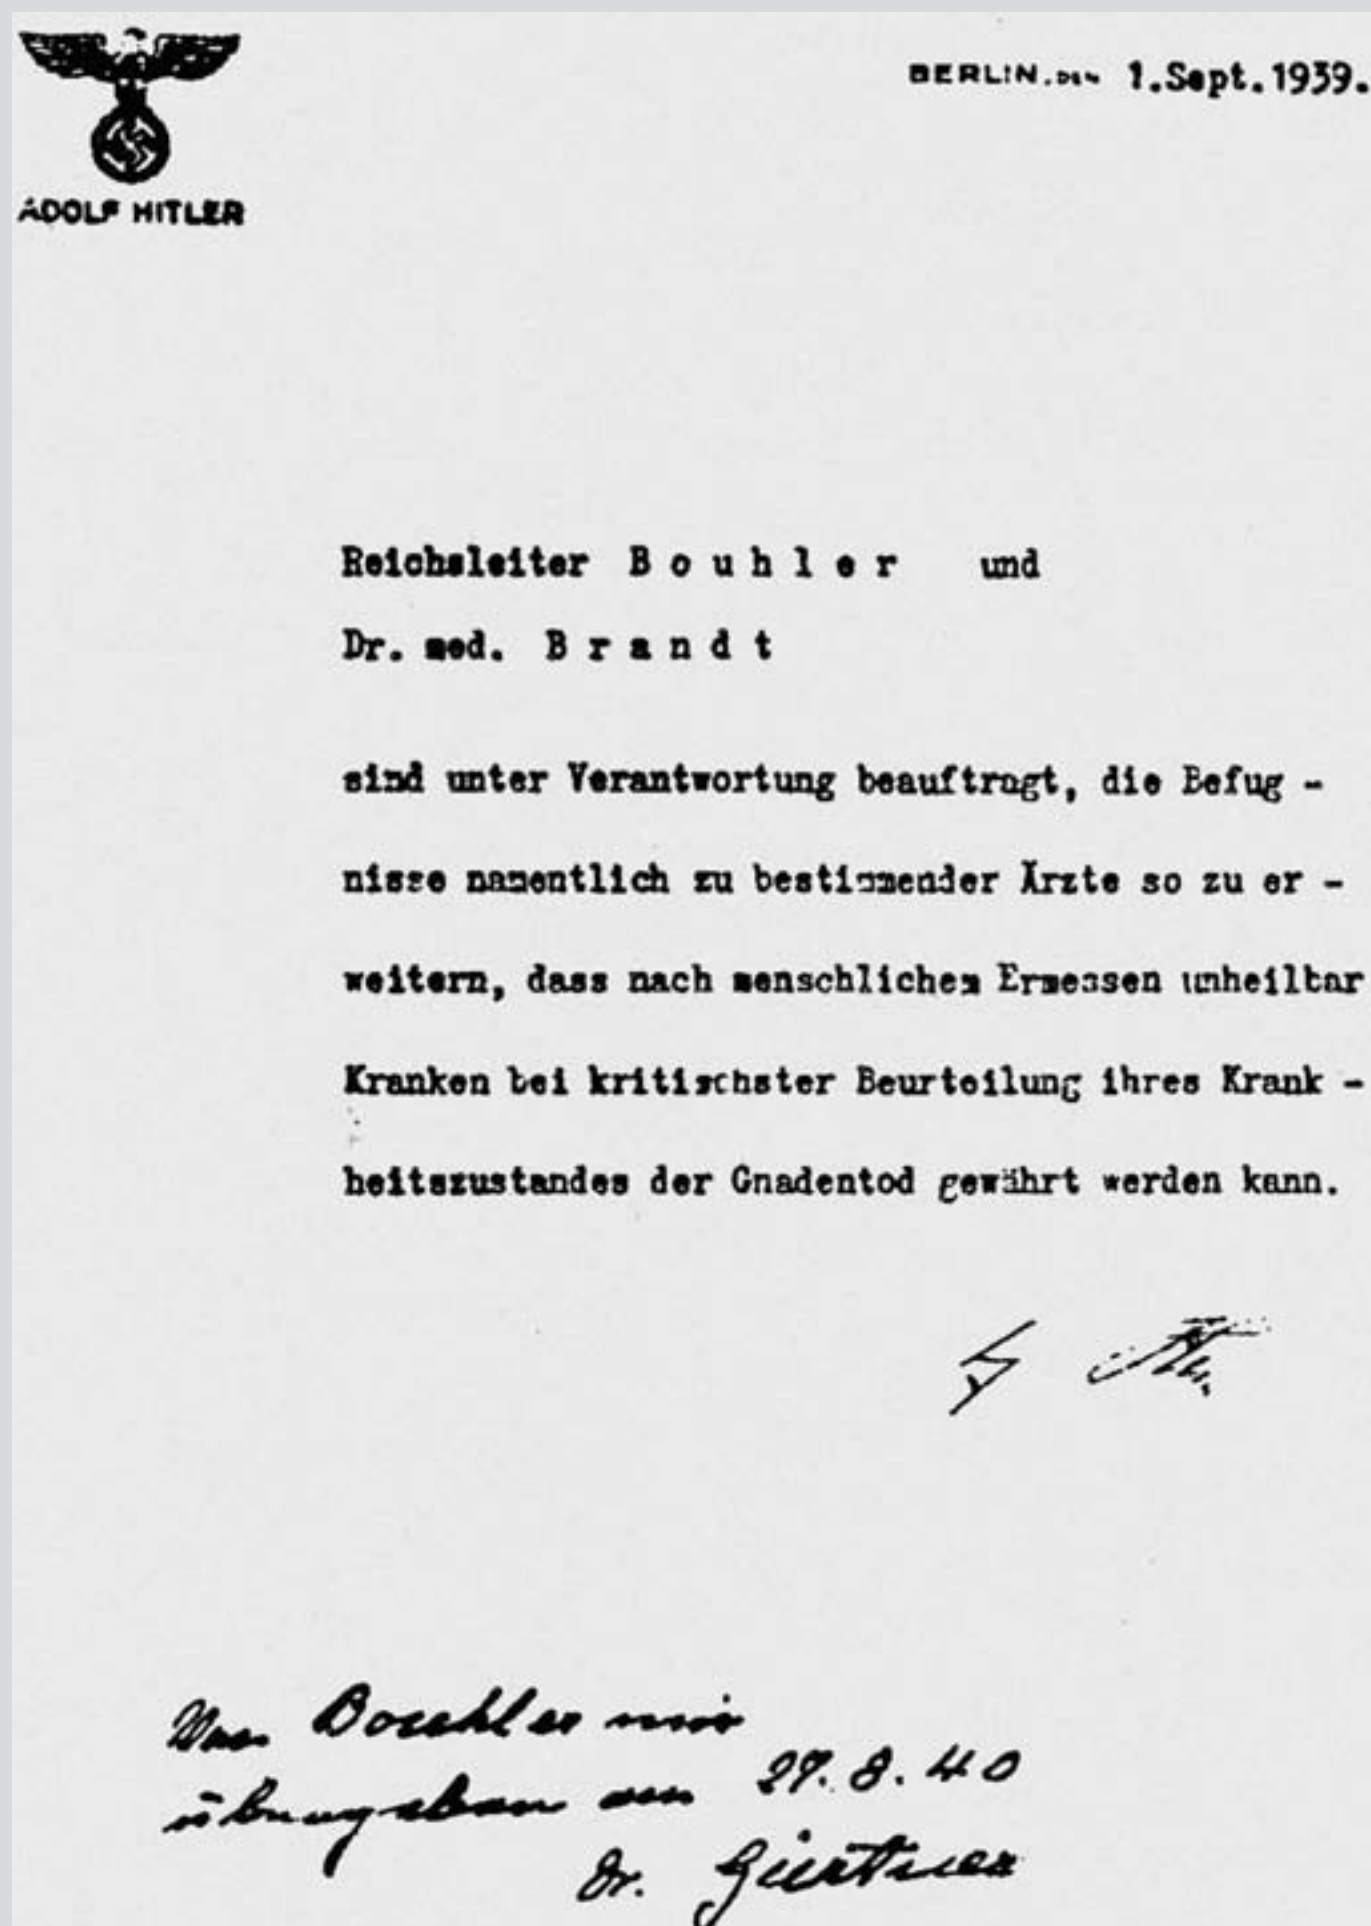 ADOLF HITLER
BERLIN, DEN 1.Sept.1939.
Reichsleiter B o u h l e r und
Dr. med. B r a n d t
sind unter Verantwortung beauftragt, die Befug -
nisse namentlich zu bestimmender Ärzte so zu er -
weitern, dass nach menschlichem Ermessen unheilbar
Kranken bei kritischster Beurteilung ihres Krank -
heitszustandes der Gnadentod gewährt werden kann.
Von Bouhler mir
übergeben am 27.8.40
Dr. Gürtner